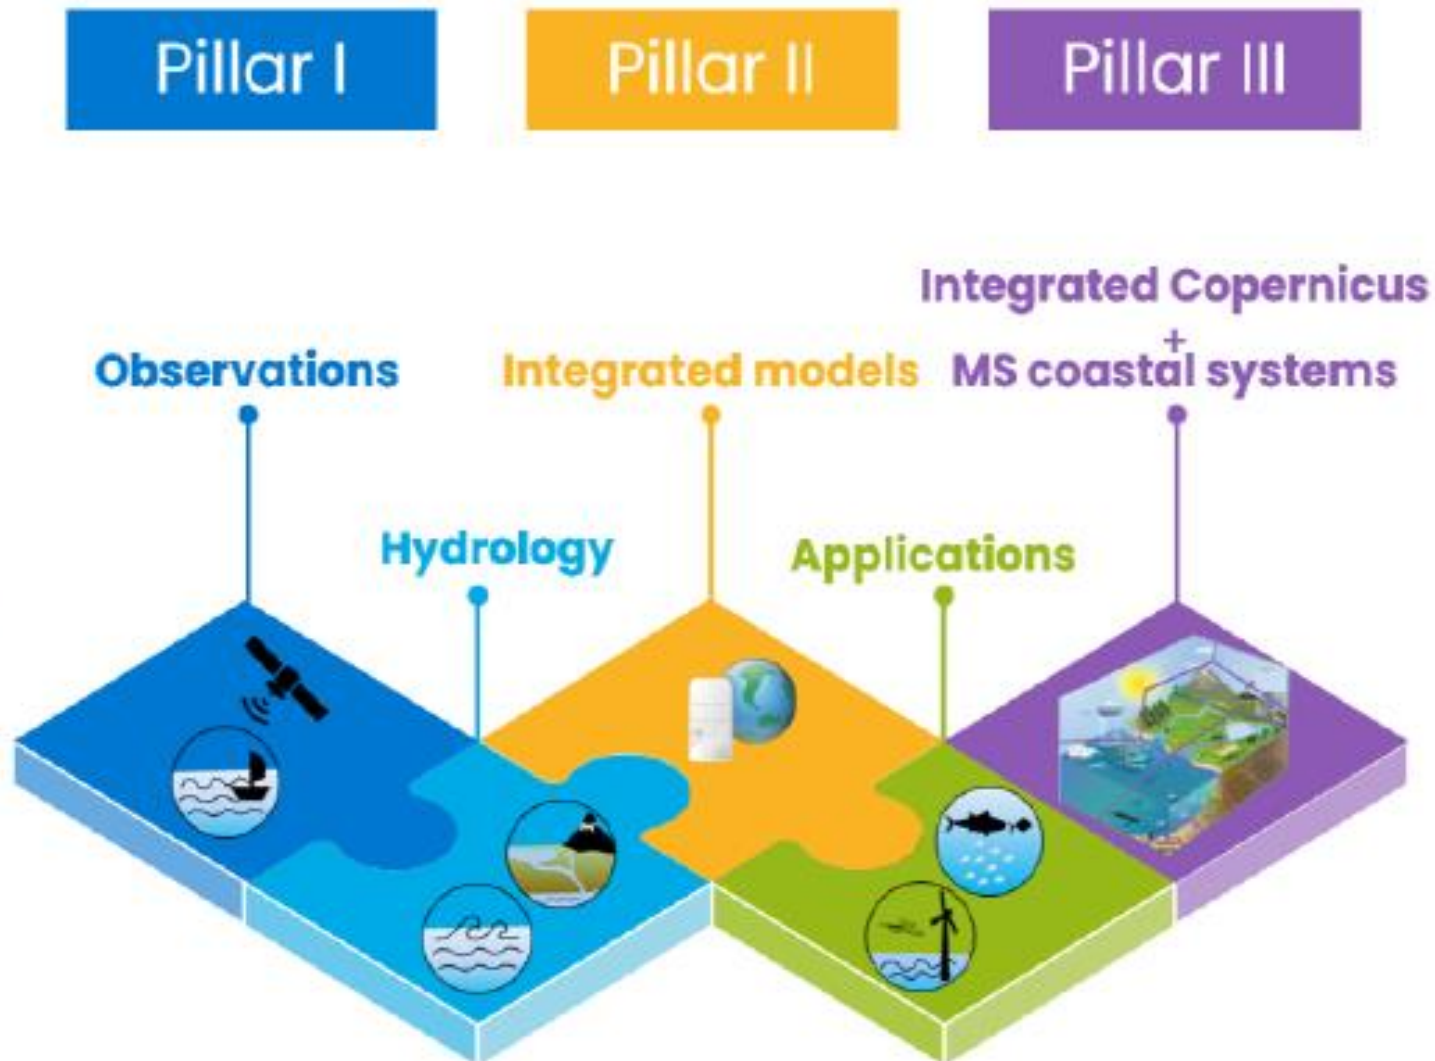 Pillar I
Pillar II
Pillar III
Integrated Copernicus
+
MS coastal systems
Observations
Integrated models
Hydrology
Applications